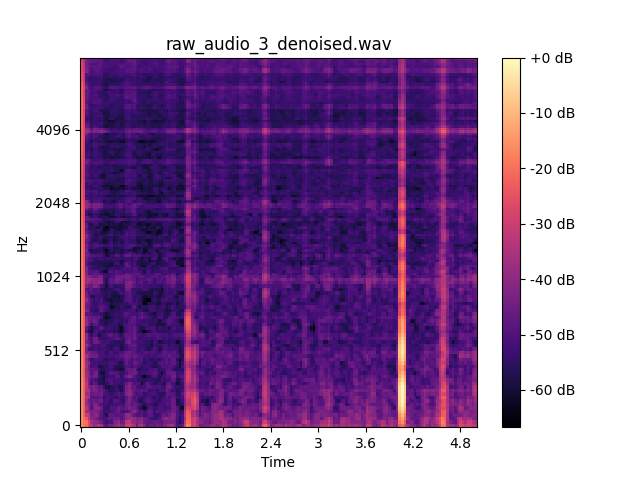 raw_audio_3_denoised.wav
Hz
4096
2048
1024
512
0
0 0.6 1.2 1.8 2.4 3 3.6 4.2 4.8
Time
+0 dB
-10 dB
-20 dB
-30 dB
-40 dB
-50 dB
-60 dB